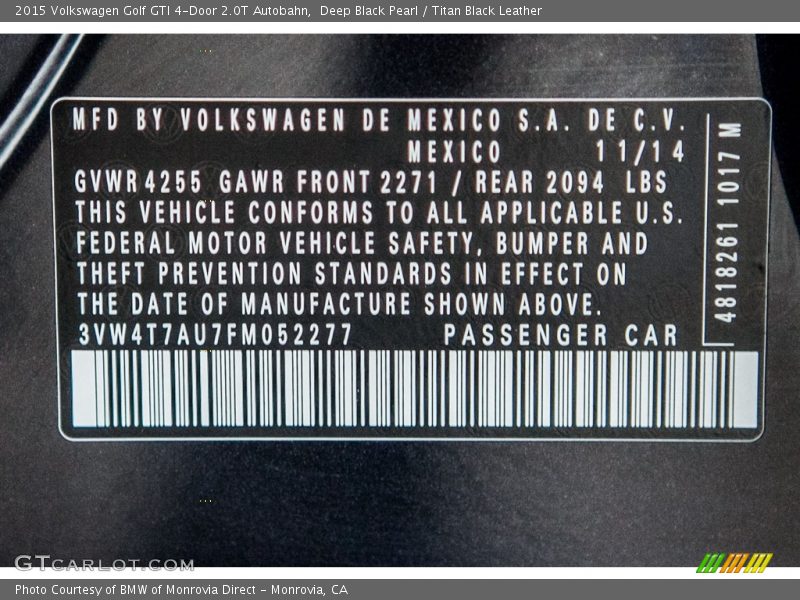 2015 Volkswagen Golf GTI 4-Door 2.0T Autobahn,  Deep Black Pearl / Titan Black Leather
MFD BY VOLKSWAGEN DE MEXICO S.A. DE C.V.
MEXICO 11/14
GVWR 4255 GAWR FRONT 2271 / REAR 2094 LBS
THIS VEHICLE CONFORMS TO ALL APPLICABLE U.S.
FEDERAL MOTOR VEHICLE SAFETY, BUMPER AND
THEFT PREVENTION STANDARDS IN EFFECT ON
THE DATE OF MANUFACTURE SHOWN ABOVE.
3VW4T7AU7FM052277 PASSENGER CAR
4818261 1017 M
GTCARLOT.COM
Photo Courtesy of BMW of Monrovia Direct - Monrovia, CA